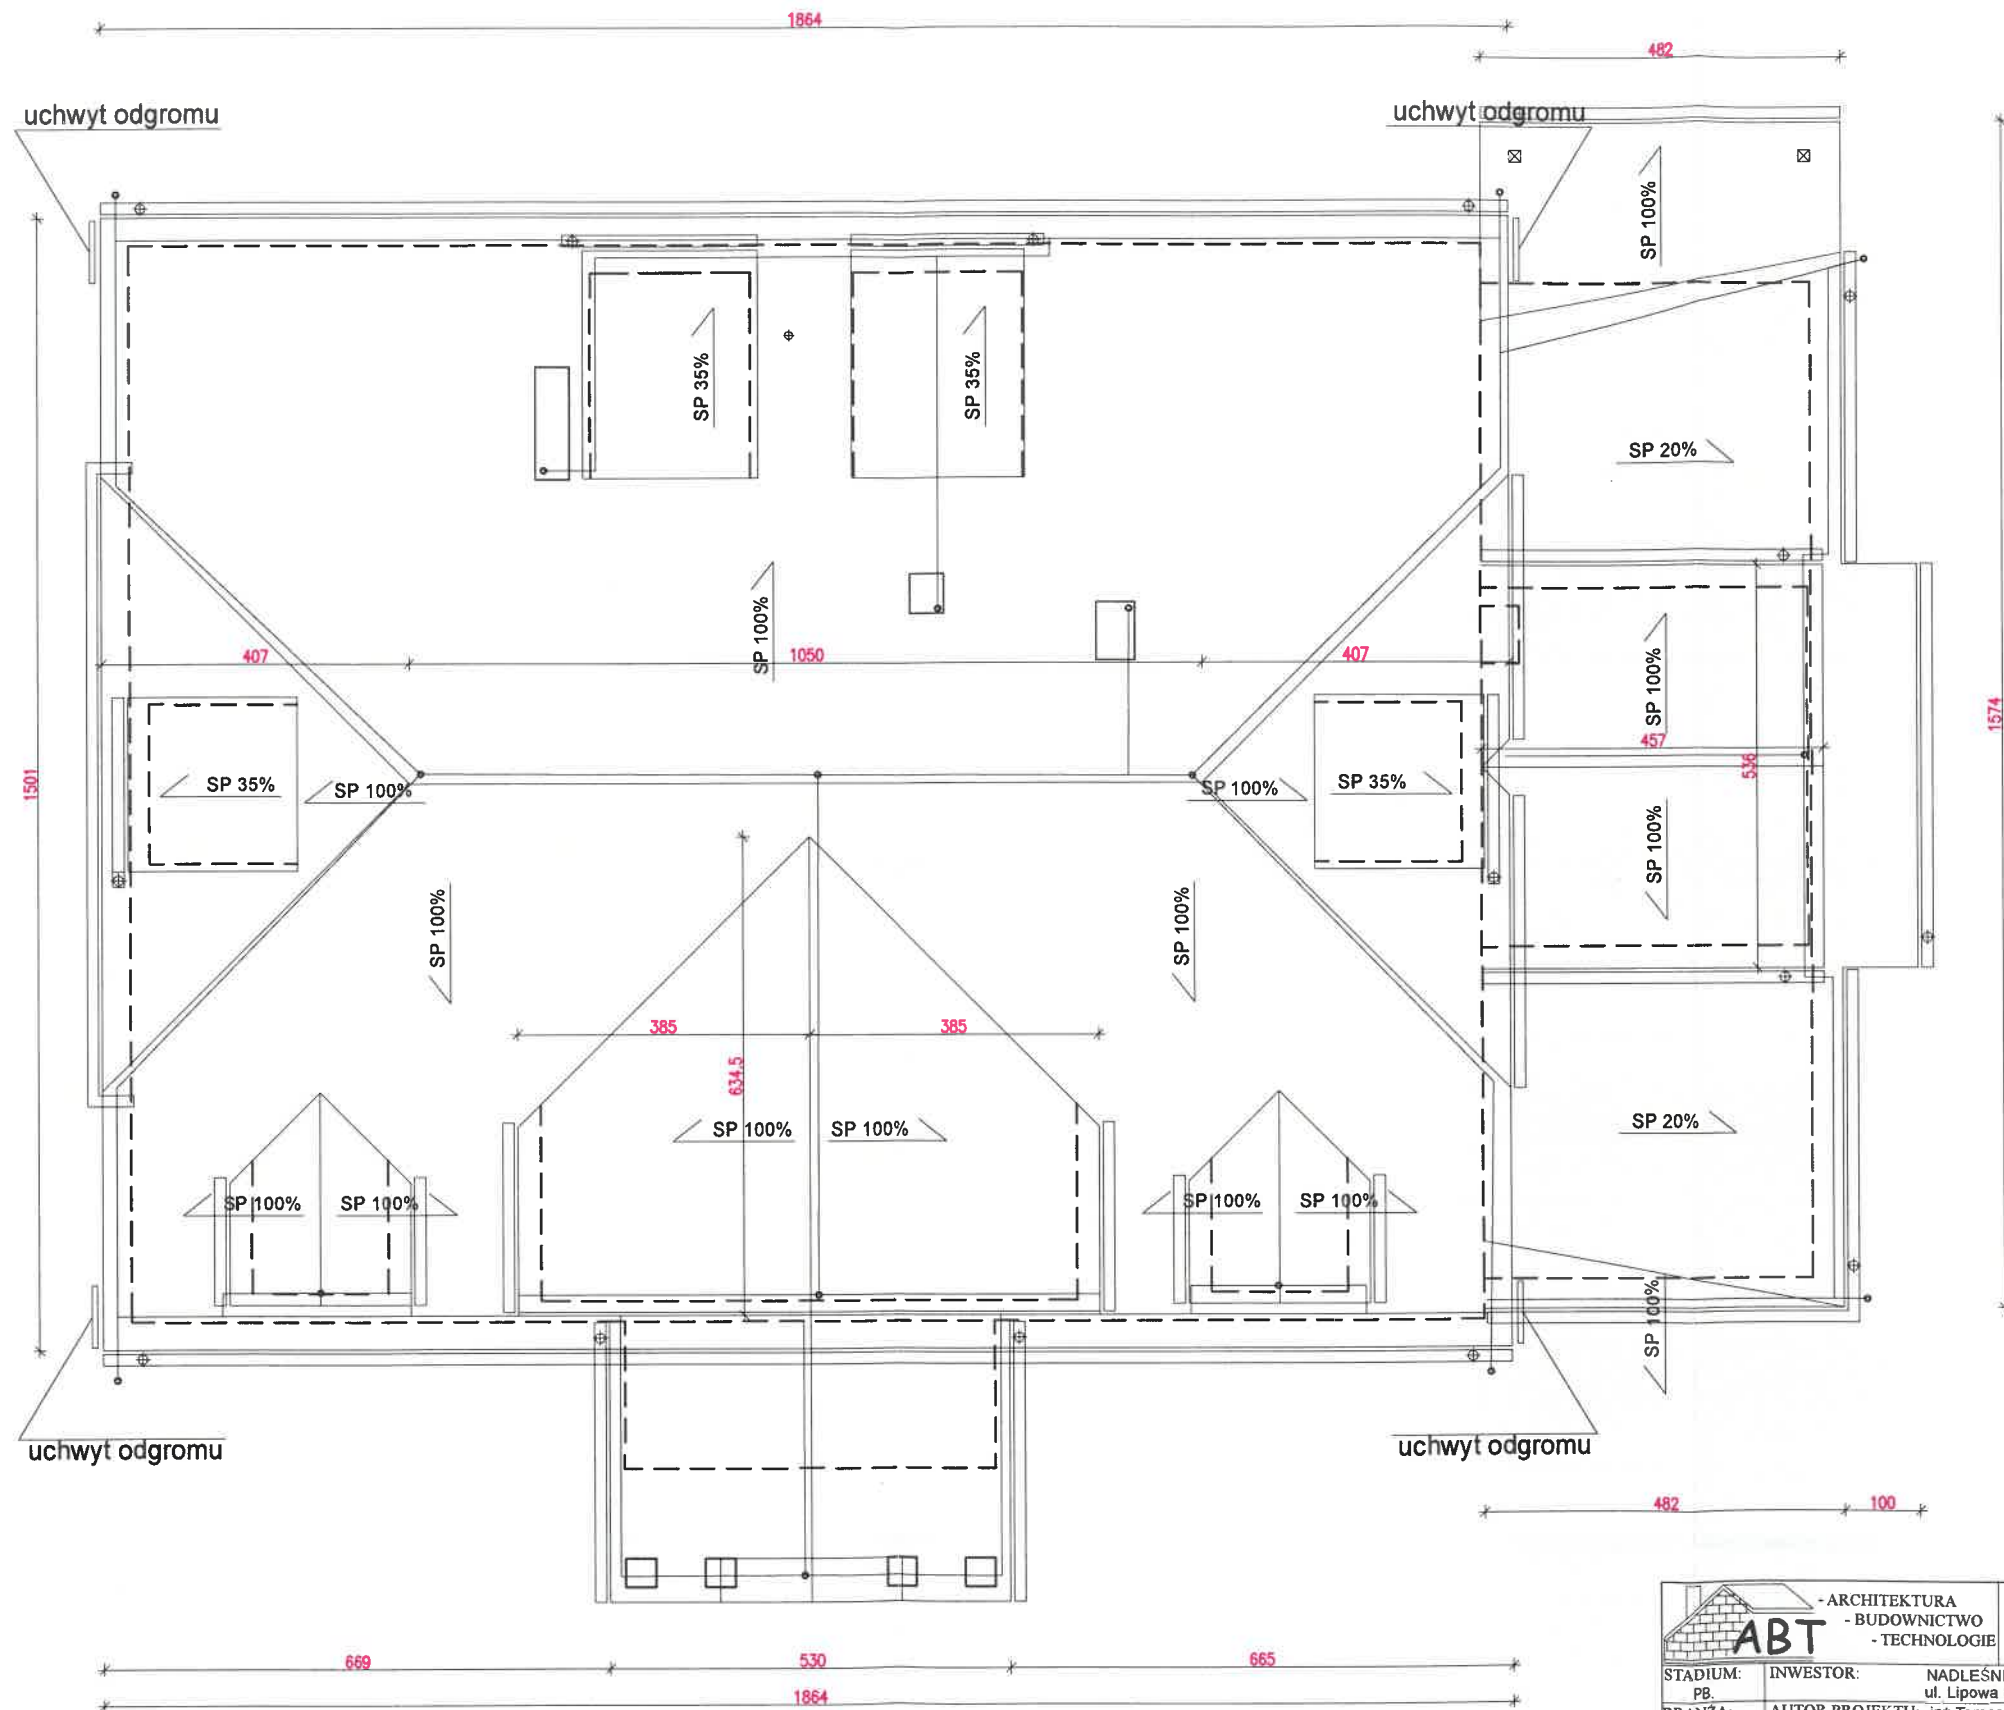 1864
482
uchwyt odgromu
uchwyt odgromu
SP 100%
SP 35%
SP 35%
SP 20%
SP 100%
407
1050
407
SP 100%
457
536
1574
1501
SP 35%
SP 100%
SP 100%
SP 35%
SP 100%
SP 100%
SP 100%
385
385
634,5
SP 100%
SP 100%
SP 20%
SP 100%
SP 100%
SP 100%
SP 100%
SP 100%
uchwyt odgromu
uchwyt odgromu
482
100
669
530
665
1864
- ARCHITEKTURA
- BUDOWNICTWO
- TECHNOLOGIE
ABT
STADIUM:
PB.
INWESTOR:
ul. Lipowa